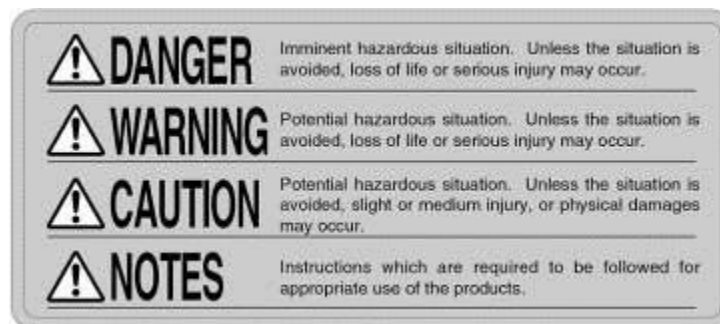 DANGER
Imminent hazardous situation. Unless the situation is
avoided, loss of life or serious injury may occur.
WARNING
Potential hazardous situation. Unless the situation is
avoided, loss of life or serious injury may occur.
CAUTION
Potential hazardous situation. Unless the situation is
avoided, slight or medium injury, or physical damages
may occur.
NOTES
Instructions which are required to be followed for
appropriate use of the products.